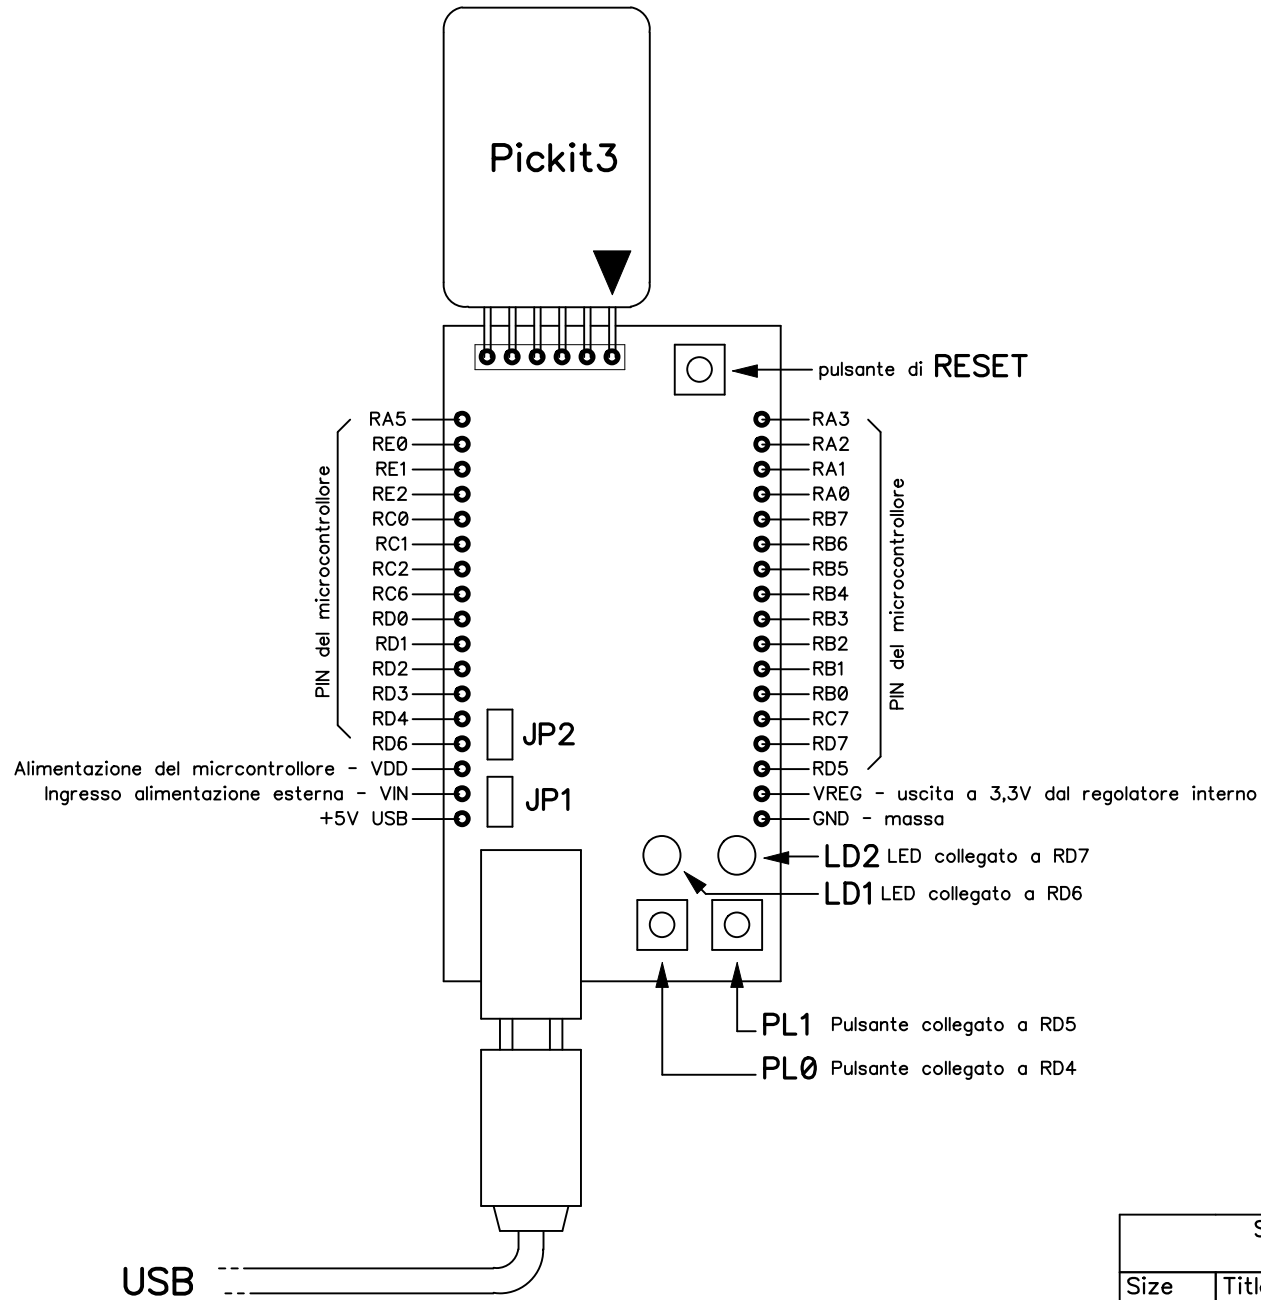 Pickit3
pulsante di RESET
RA5
RE0
RE1
RE2
RC0
RC1
RC2
RC6
RD0
RD1
RD2
RD3
RD4
RD6
Alimentazione del micrcontrollore - VDD
Ingresso alimentazione esterna - VIN
+5V USB
PIN del microcontrollore
RA3
RA2
RA1
RA0
RB7
RB6
RB5
RB4
RB3
RB2
RB1
RB0
RC7
RD7
RD5
VREG - uscita a 3,3V dal regolatore interno
GND - massa
PIN del microcontrollore
JP2
JP1
LD2 LED collegato a RD7
LD1 LED collegato a RD6
PL1 Pulsante collegato a RD5
PL0 Pulsante collegato a RD4
USB
Size